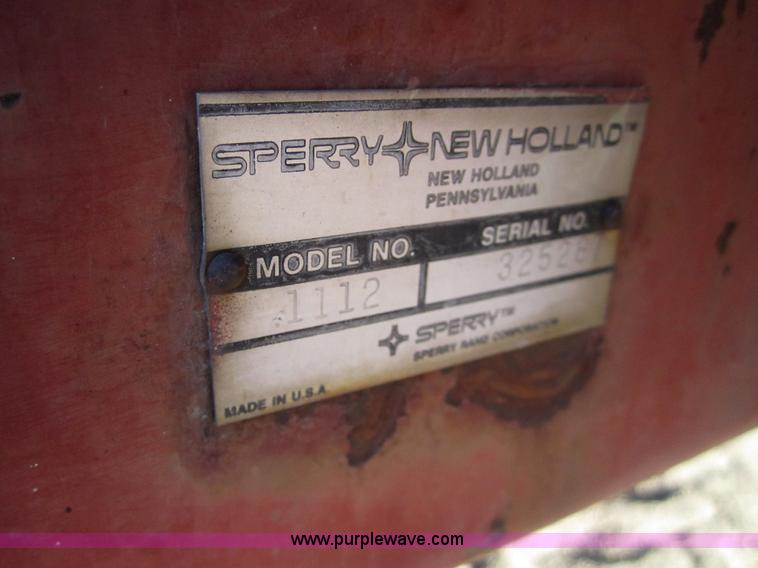 SPERRY NEW HOLLAND™
NEW HOLLAND
PENNSYLVANIA
MODEL NO. SERIAL NO.
1112
SPERRY™
SPERRY RAND CORPORATION
MADE IN U.S.A
www.purplewave.com